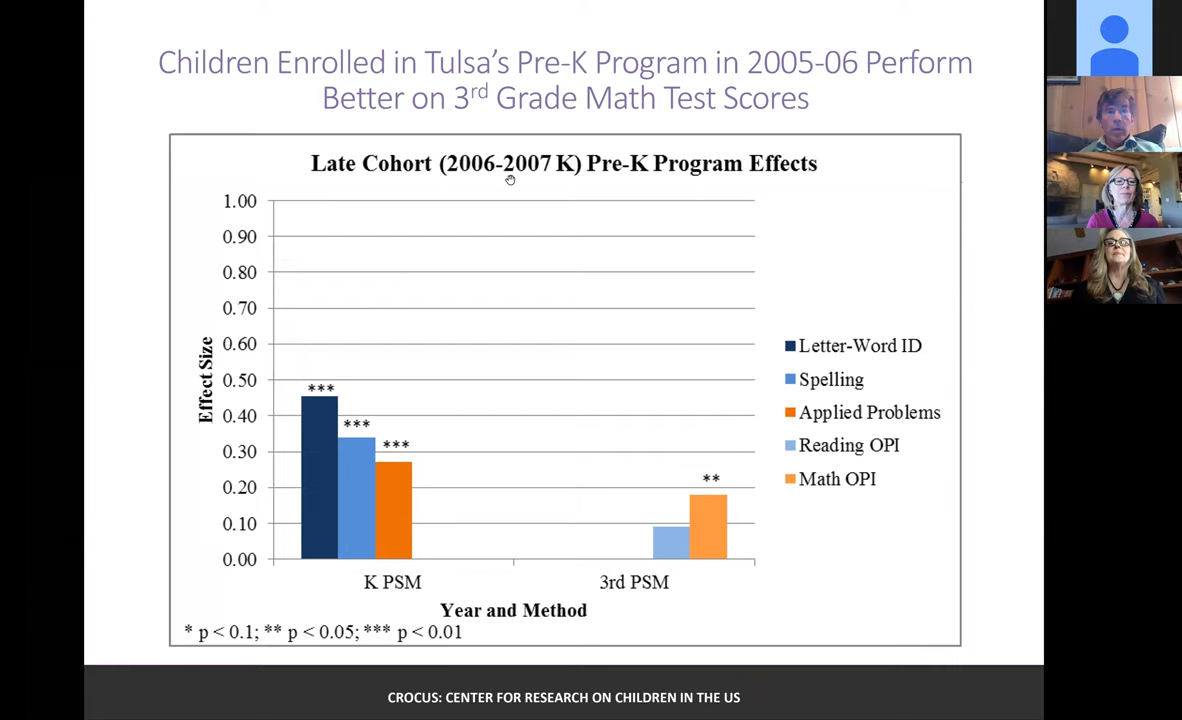 Children Enrolled in Tulsa's Pre-K Program in 2005-06 Perform
Better on 3rd Grade Math Test Scores
Late Cohort (2006-2007 K) Pre-K Program Effects
1.00
0.90
0.80
0.70
0.60
0.50
0.40
0.30
0.20
0.10
0.00
Effect Size
***
***
***
**
K PSM
3rd PSM
Year and Method
Letter-Word ID
Spelling
Applied Problems
Reading OPI
Math OPI
* p < 0.1; ** p < 0.05; *** p < 0.01
CROCUS: CENTER FOR RESEARCH ON CHILDREN IN THE US